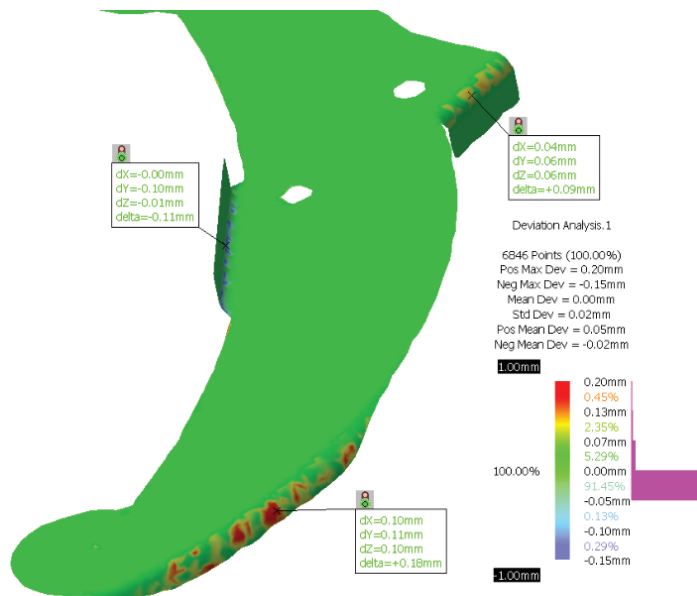 dX=0.04mm
dY=0.06mm
dZ=0.06mm
delta=+0.09mm
dX=-0.00mm
dY=-0.10mm
dZ=-0.01mm
delta=-0.11mm
Deviation Analysis.1
6846 Points (100.00%)
Pos Max Dev = 0.20mm
Neg Max Dev = -0.15mm
Mean Dev = 0.00mm
Std Dev = 0.02mm
Pos Mean Dev = 0.05mm
Neg Mean Dev = -0.02mm
1.00mm
0.20mm
0.45%
0.13mm
2.35%
0.07mm
5.29%
100.00%
0.00mm
91.45%
-0.05mm
0.13%
-0.10mm
0.29%
-0.15mm
-1.00mm
dX=0.10mm
dY=0.11mm
dZ=0.10mm
delta=+0.18mm